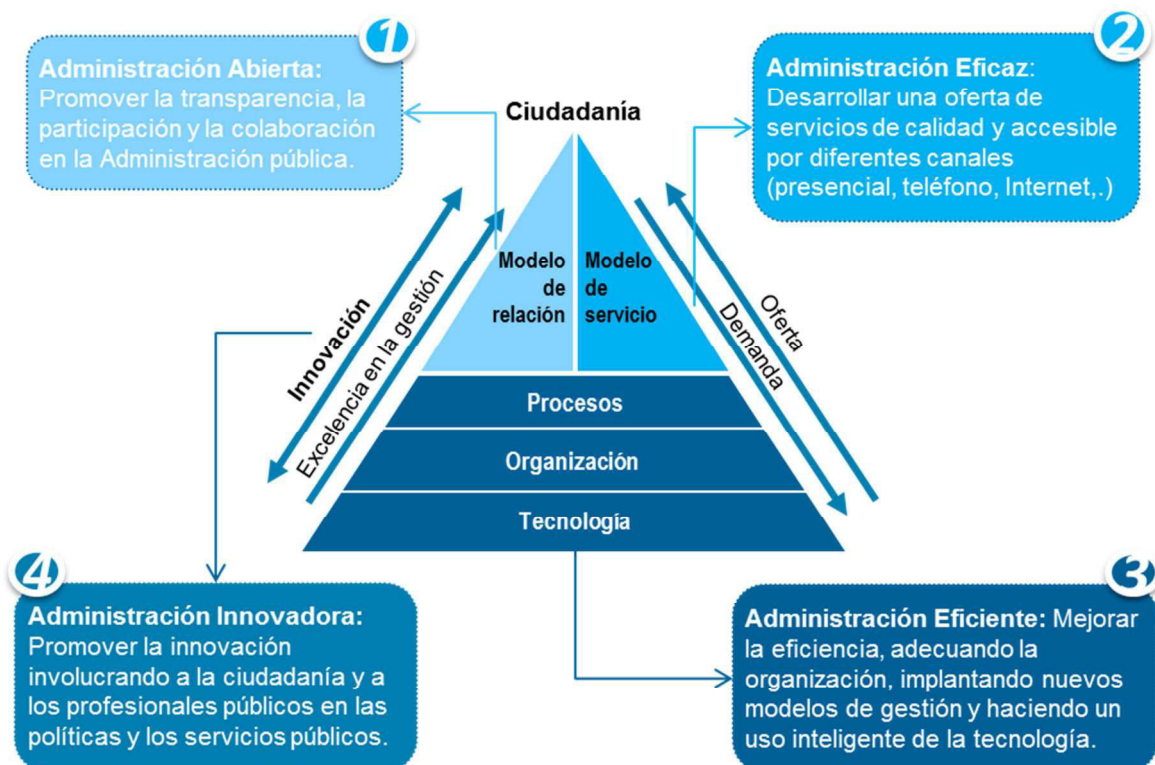 1
Administración Abierta:
Promover la transparencia, la
participación y la colaboración
en la Administración pública.
2
Administración Eficaz:
Desarrollar una oferta de
servicios de calidad y accesible
por diferentes canales
(presencial, teléfono, Internet,.)
Ciudadanía
Modelo
de
relación
Modelo
de
servicio
Innovación
Excelencia en la gestión
Demanda
Oferta
Procesos
Organización
Tecnología
4
Administración Innovadora:
Promover la innovación
involucrando a la ciudadanía y a
los profesionales públicos en las
políticas y los servicios públicos.
3
Administración Eficiente: Mejorar
la eficiencia, adecuando la
organización, implantando nuevos
modelos de gestión y haciendo un
uso inteligente de la tecnología.